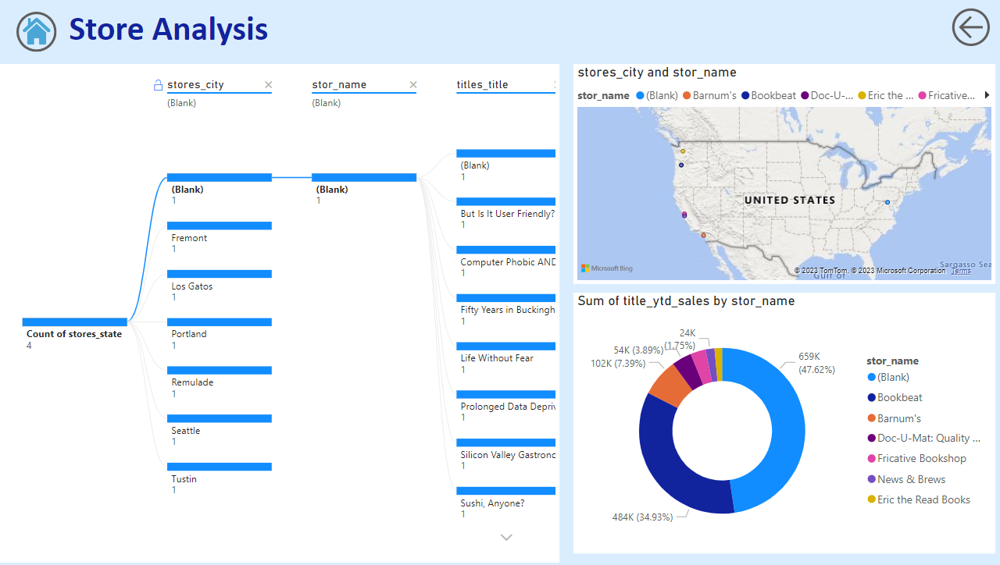 Store Analysis
stores_city
stor_name
titles_title
(Blank)
(Blank)
(Blank)
1
(Blank)
1
(Blank)
1
But Is It User Friendly?
1
Fremont
1
Computer Phobic AND
1
Los Gatos
1
Fifty Years in Buckingh
1
Count of stores_state
4
Portland
1
Life Without Fear
1
Remulade
1
Prolonged Data Depriv
1
Seattle
1
Silicon Valley Gastronc
1
Tustin
1
Sushi, Anyone?
1
stores_city and stor_name
stor_name (Blank) Barnum's Bookbeat Doc-U-... Eric the ... Fricative...
UNITED STATES
Sargasso Sea
Microsoft Bing
© 2023 TomTom, © 2023 Microsoft Corporation Terms
Gulf of
Sum of title_ytd_sales by stor_name
24K
(1.75%)
54K (3.89%)
102K (7.39%)
659K
(47.62%)
484K (34.93%)
stor_name
(Blank)
Bookbeat
Barnum's
Doc-U-Mat: Quality ...
Fricative Bookshop
News & Brews
Eric the Read Books